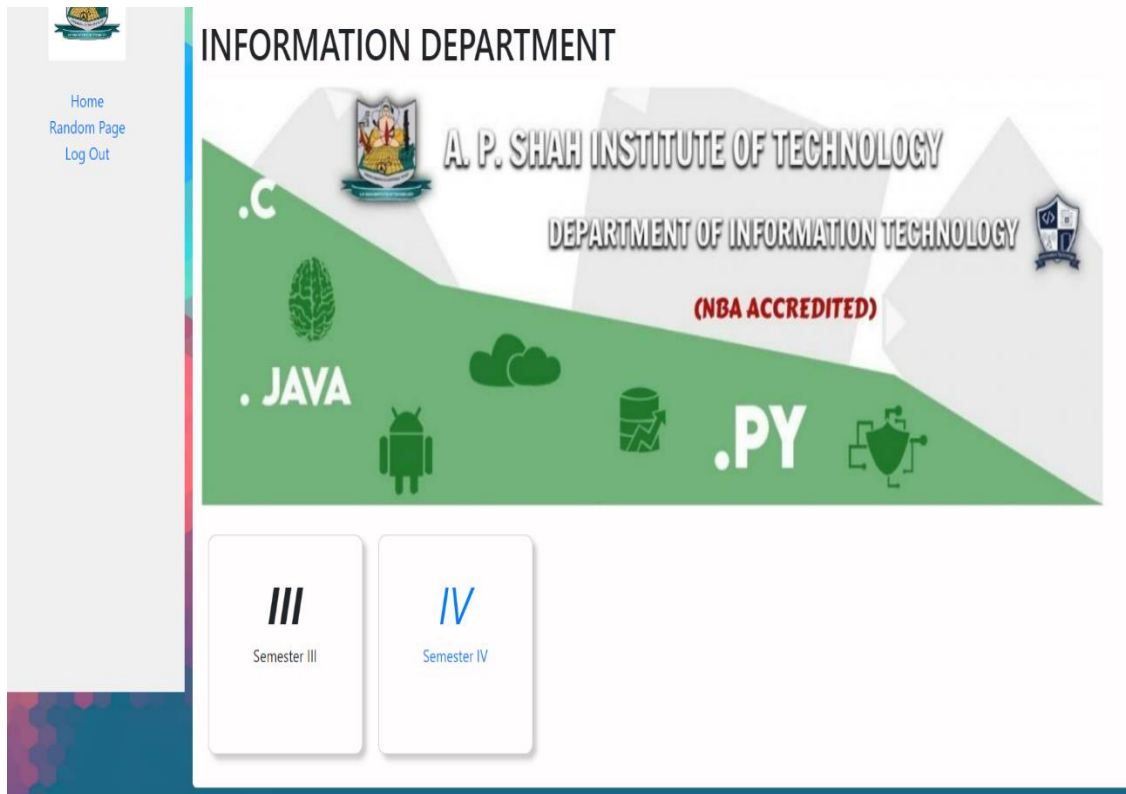 INFORMATION DEPARTMENT
Home
Random Page
Log Out
A. P. SHAH INSTITUTE OF TECHNOLOGY
DEPARTMENT OF INFORMATION TECHNOLOGY
(NBA ACCREDITED)
.C
. JAVA
.PY
III
Semester III
IV
Semester IV